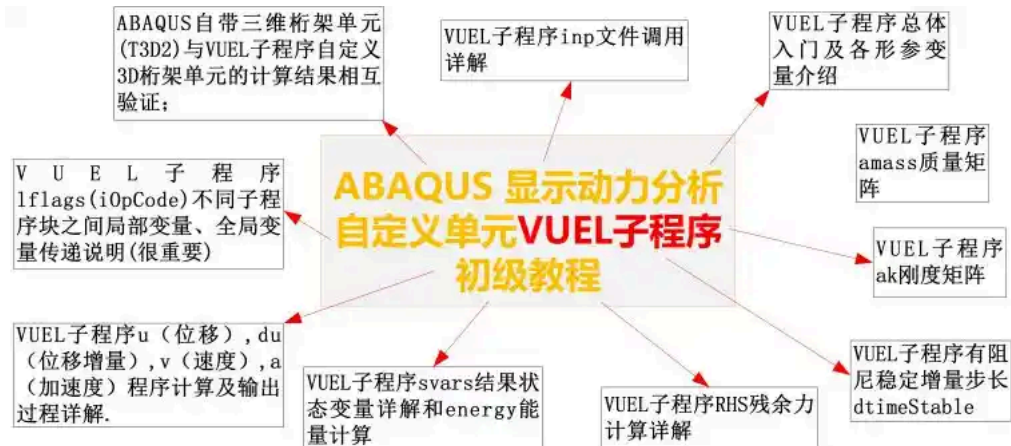 ABAQUS自带三维桁架单元
(T3D2)与VUEL子程序自定义
3D桁架单元的计算结果相互
验证;
VUEL子程序inp文件调用
详解
VUEL子程序总体
入门及各形参变
量介绍
VUEL子程序
amass质量矩
阵
VUEL子程序
lflags(iOpCode)不同子程
序块之间局部变量、全局变
量传递说明(很重要)
ABAQUS 显示动力分析
自定义单元VUEL子程序
初级教程
VUEL子程序
ak刚度矩阵
VUEL子程序u（位移）,du
（位移增量）,v（速度）,a
（加速度）程序计算及输出
过程详解.
VUEL子程序svars结果状
态变量详解和energy能
量计算
VUEL子程序RHS残余力
计算详解
VUEL子程序有阻
尼稳定增量步长
dtimeStable